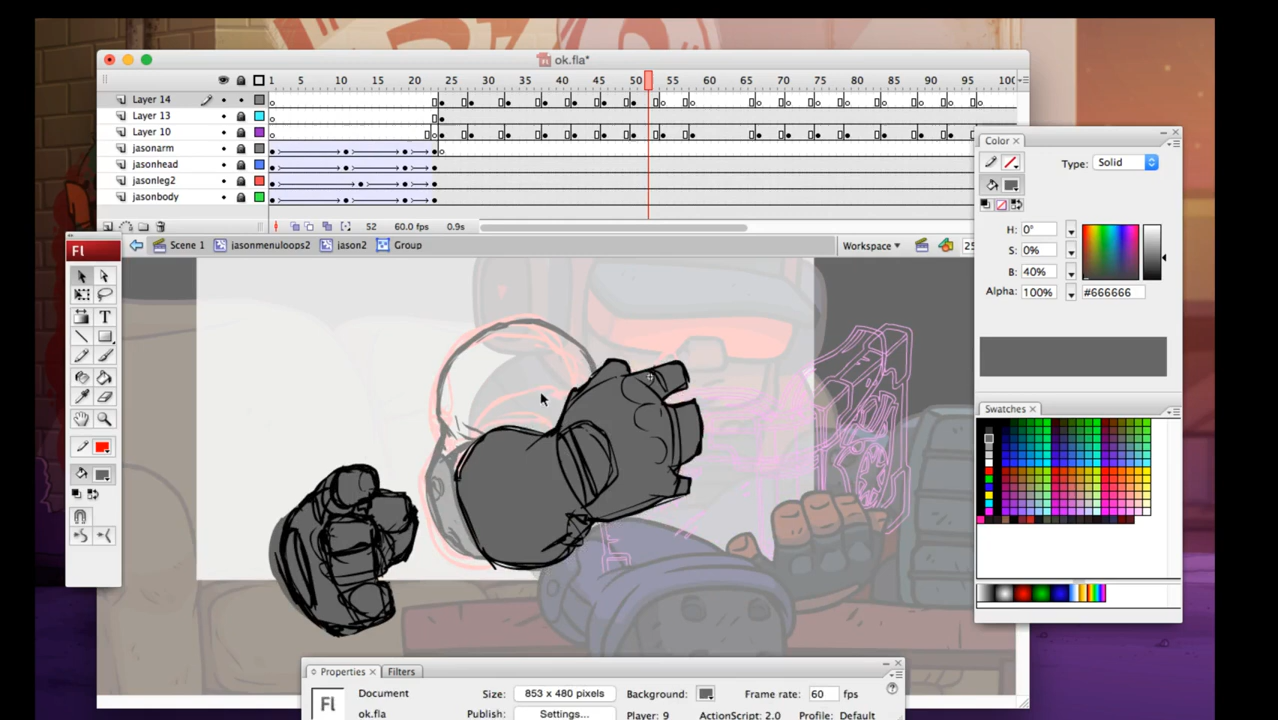 ok.fla*
1 5 10 15 20 25 30 35 40 45 50 55 60 65 70 75 80 85 90 95 100
Layer 14
Layer 13
Layer 10
jasonarm
jasonhead
jasonleg2
jasonbody
52 60.0 fps 0.9s
Scene 1 jasonmenuloops2 jason2 Group Workspace 25
Fl
T
Color
Type: Solid
H: 0°
S: 0%
B: 40%
Alpha: 100% #666666
Swatches
Properties Filters
Fl
Document Size: 853 x 480 pixels Background: Frame rate: 60 fps
ok.fla Publish: Settings... Player: 9 ActionScript: 2.0 Profile: Default